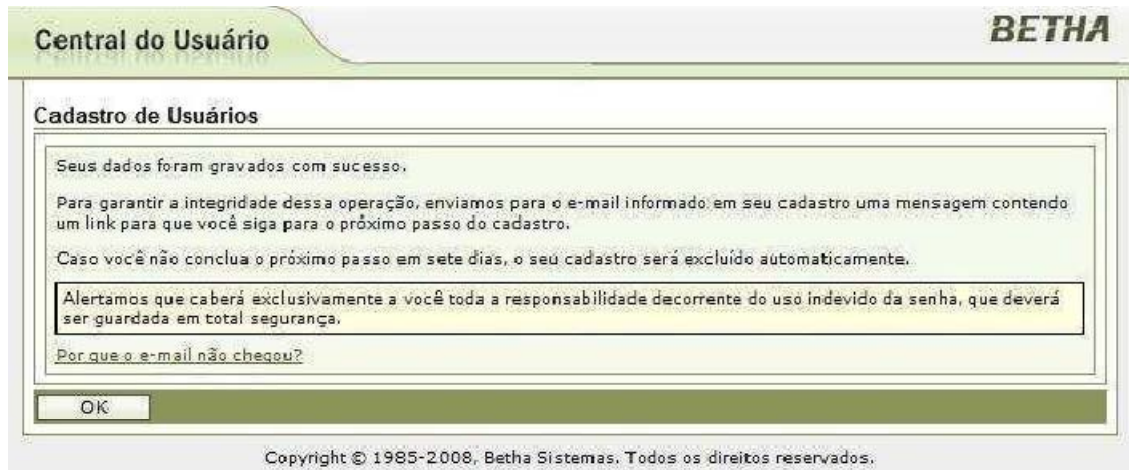 Central do Usuário
BETHA
Cadastro de Usuários
Seus dados foram gravados com sucesso.
Para garantir a integridade dessa operação, enviamos para o e-mail informado em seu cadastro uma mensagem contendo
um link para que você siga para o próximo passo do cadastro.
Caso você não conclua o próximo passo em sete dias, o seu cadastro será excluído automaticamente.
Alertamos que caberá exclusivamente a você toda a responsabilidade decorrente do uso indevido da senha, que deverá
ser guardada em total segurança.
Por que o e-mail não chegou?
OK
Copyright © 1985-2008, Betha Sistemas. Todos os direitos reservados.